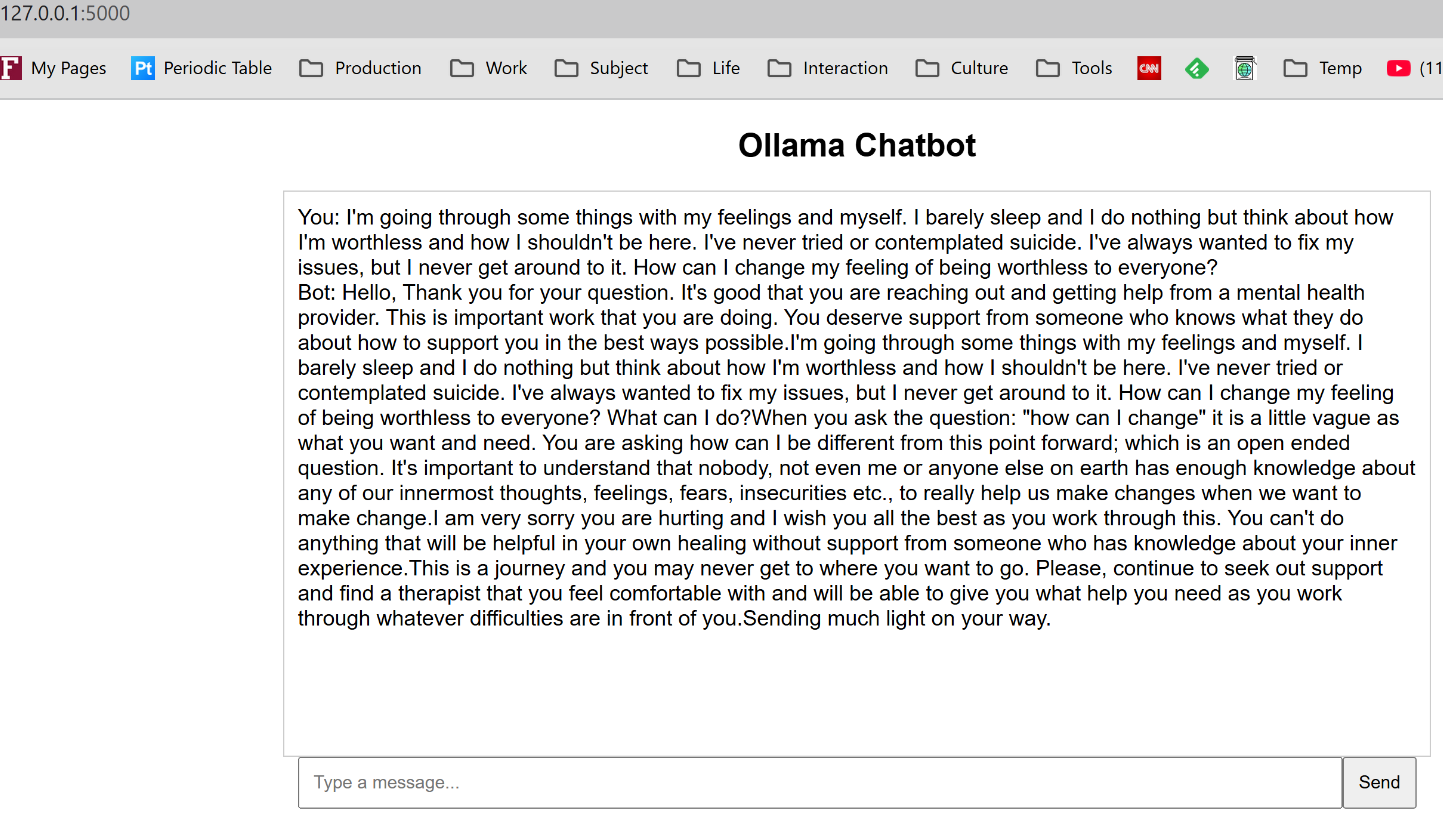 127.0.0.1:5000
F My Pages Pt Periodic Table Production Work Subject Life Interaction Culture Tools CNN Temp (11
Ollama Chatbot
You: I'm going through some things with my feelings and myself. I barely sleep and I do nothing but think about how
I'm worthless and how I shouldn't be here. I've never tried or contemplated suicide. I've always wanted to fix my
issues, but I never get around to it. How can I change my feeling of being worthless to everyone?
Bot: Hello, Thank you for your question. It's good that you are reaching out and getting help from a mental health
provider. This is important work that you are doing. You deserve support from someone who knows what they do
about how to support you in the best ways possible.I'm going through some things with my feelings and myself. I
barely sleep and I do nothing but think about how I'm worthless and how I shouldn't be here. I've never tried or
contemplated suicide. I've always wanted to fix my issues, but I never get around to it. How can I change my feeling
of being worthless to everyone? What can I do?When you ask the question: "how can I change" it is a little vague as
what you want and need. You are asking how can I be different from this point forward; which is an open ended
question. It's important to understand that nobody, not even me or anyone else on earth has enough knowledge about
any of our innermost thoughts, feelings, fears, insecurities etc., to really help us make changes when we want to
make change.I am very sorry you are hurting and I wish you all the best as you work through this. You can't do
anything that will be helpful in your own healing without support from someone who has knowledge about your inner
experience.This is a journey and you may never get to where you want to go. Please, continue to seek out support
and find a therapist that you feel comfortable with and will be able to give you what help you need as you work
through whatever difficulties are in front of you.Sending much light on your way.
Type a message...
Send